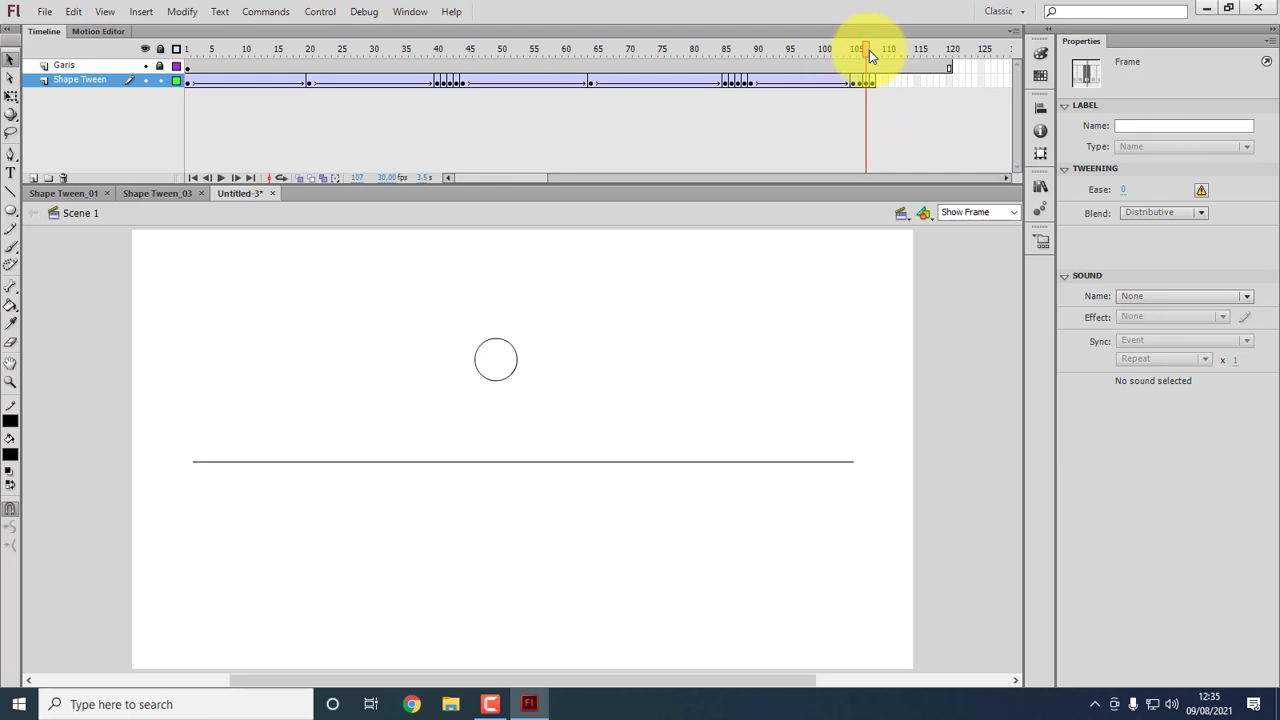 Fl File Edit View Insert Modify Text Commands Control Debug Window Help Classic
Timeline Motion Editor Properties
1 5 10 15 20 25 30 35 40 45 50 55 60 65 70 75 80 85 90 95 100 105 110 115 120 125
Garis
Shape Tween
Frame
LABEL
Name:
Type: Name
TWEENING
107 30,00 fps 3,5 s
Ease: 0
Shape Tween_01 × Shape Tween_03 × Untitled-3* ×
Scene 1 Show Frame
Blend: Distributive
SOUND
Name: None
Effect: None
Sync: Event
Repeat x 1
No sound selected
Type here to search
Fl
12:35
09/08/2021